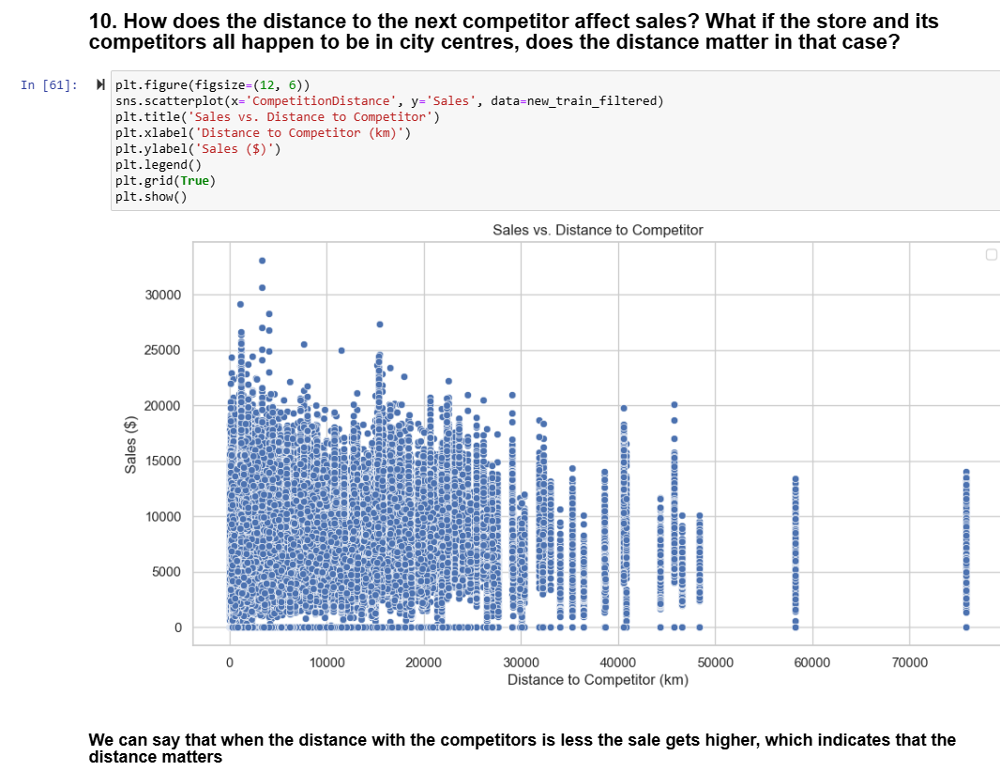 10. How does the distance to the next competitor affect sales? What if the store and its
competitors all happen to be in city centres, does the distance matter in that case?
In [61]:
plt.figure(figsize=(12, 6))
sns.scatterplot(x='CompetitionDistance', y='Sales', data=new_train_filtered)
plt.title('Sales vs. Distance to Competitor')
plt.xlabel('Distance to Competitor (km)')
plt.ylabel('Sales ($)')
plt.legend()
plt.grid(True)
plt.show()
Sales vs. Distance to Competitor
Sales ($)
30000
25000
20000
15000
10000
5000
0
0 10000 20000 30000 40000 50000 60000 70000
Distance to Competitor (km)
We can say that when the distance with the competitors is less the sale gets higher, which indicates that the
distance matters